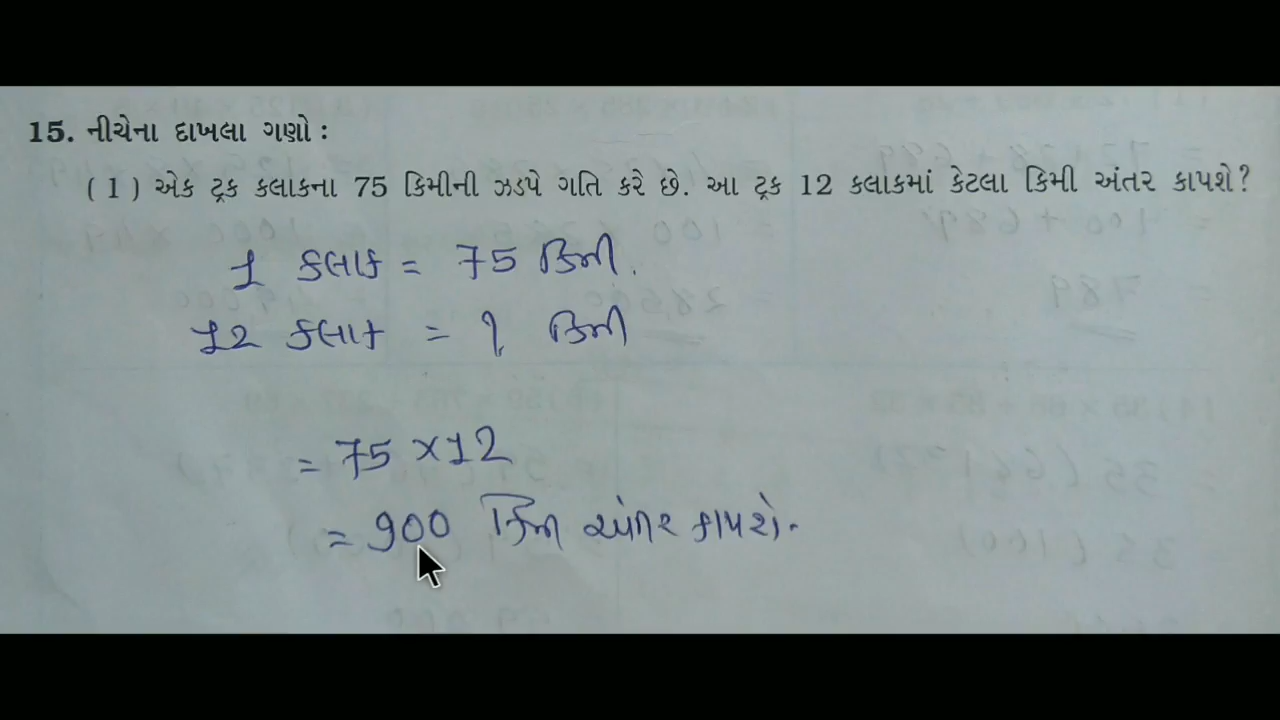 15. નીચેના દાખલા ગણો :
( 1 ) એક ટ્રક કલાકના 75 કિમીની ઝડપે ગતિ કરે છે. આ ટ્રક 12 કલાકમાં કેટલા કિમી અંતર કાપશે ?
1 કલાક = 75 કિમી.
12 કલાક = ? કિમી
= 75 × 12
= 900 કિમી અંતર કાપશે.